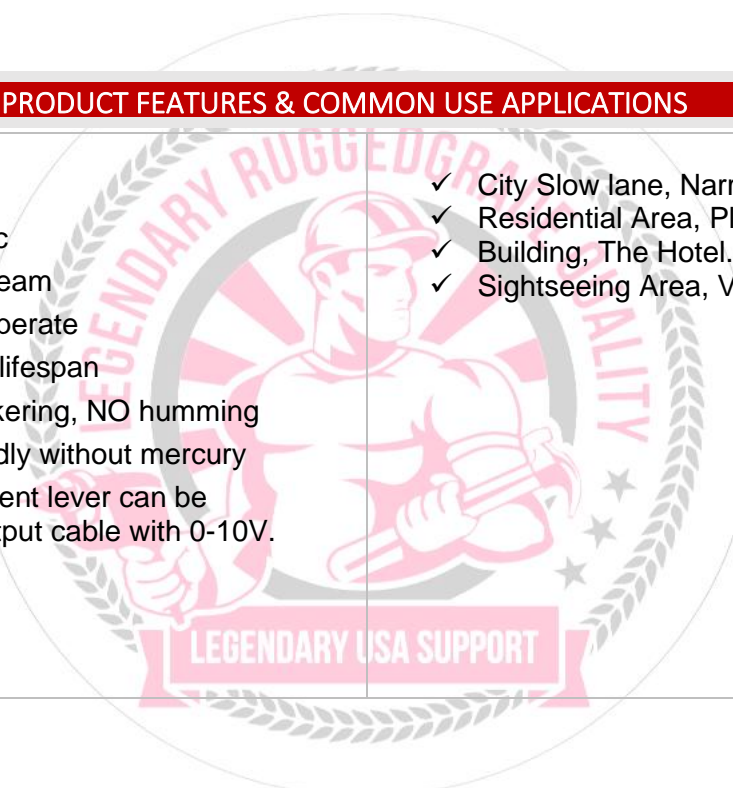 PRODUCT FEATURES & COMMON USE APPLICATIONS
LEGENDARY RUGGEDGRADE QUALITY
c
eam
perate
lifespan
kering, NO humming
dly without mercury
ent lever can be
tput cable with 0-10V.
✓ City Slow lane, Narr
✓ Residential Area, Pl
✓ Building, The Hotel.
✓ Sightseeing Area, V
LEGENDARY USA SUPPORT